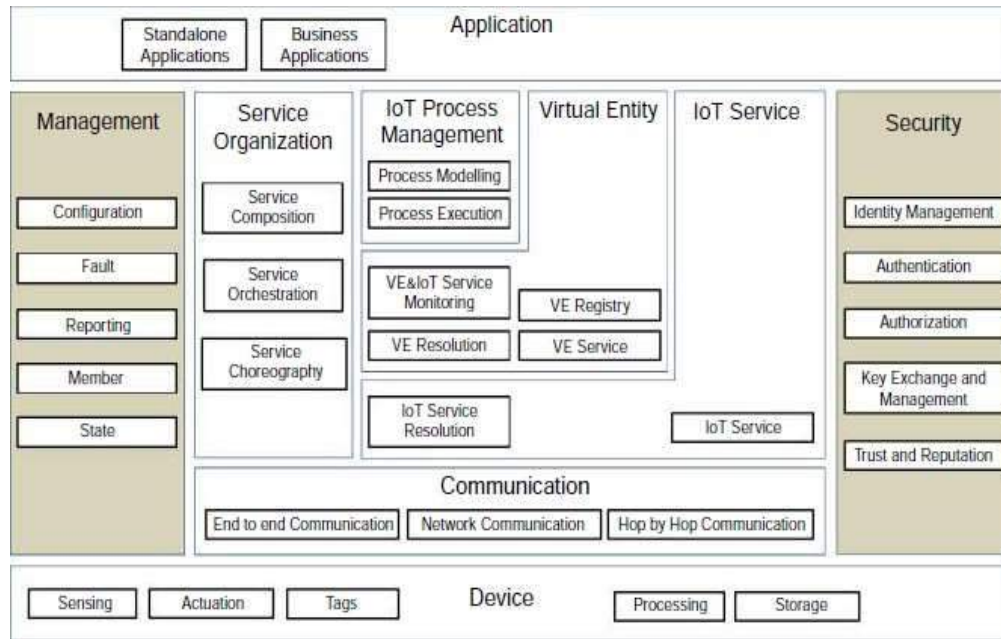 Application
Standalone
Applications
Business
Applications
Management
Configuration
Fault
Reporting
Member
State
Service
Organization
Service
Composition
Service
Orchestration
Service
Choreography
IoT Process
Management
Process Modelling
Process Execution
Virtual Entity
VE&IoT Service
Monitoring
VE Resolution
VE Registry
VE Service
IoT Service
IoT Service
Resolution
IoT Service
Communication
End to end Communication
Network Communication
Hop by Hop Communication
Security
Identity Management
Authentication
Authorization
Key Exchange and
Management
Trust and Reputation
Device
Sensing
Actuation
Tags
Processing
Storage